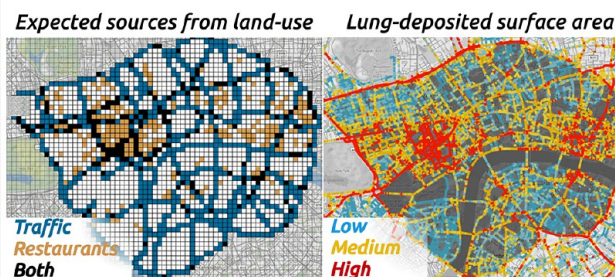 Expected sources from land-use
Lung-deposited surface area
Traffic
Restaurants
Both
Low
Medium
High